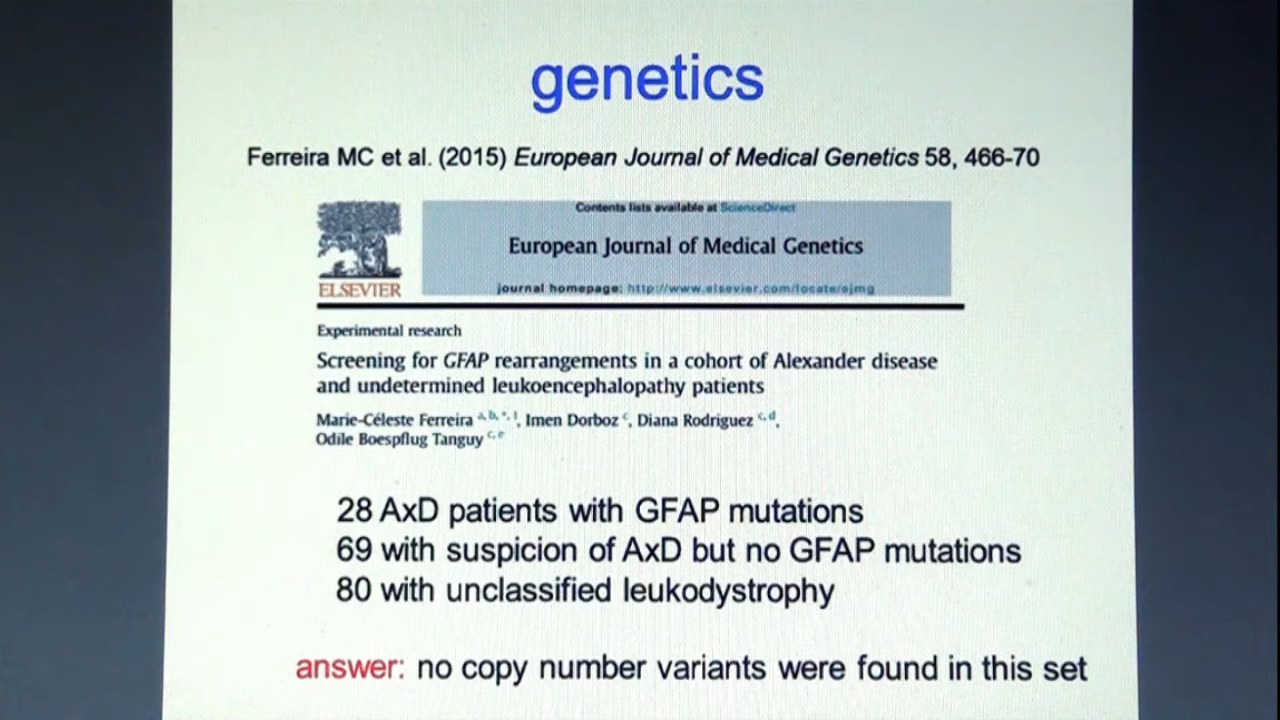 genetics
Ferreira MC et al. (2015) European Journal of Medical Genetics 58, 466-70
Contents lists available at ScienceDirect
European Journal of Medical Genetics
ELSEVIER
journal homepage: http://www.elsevier.com/locate/ejmg
Experimental research
Screening for GFAP rearrangements in a cohort of Alexander disease
and undetermined leukoencephalopathy patients
Marie-Céleste Ferreira a, b, *, 1, Imen Dorboz c, Diana Rodriguez c, d,
Odile Boespflug Tanguy c, e
28 AxD patients with GFAP mutations
69 with suspicion of AxD but no GFAP mutations
80 with unclassified leukodystrophy
answer: no copy number variants were found in this set